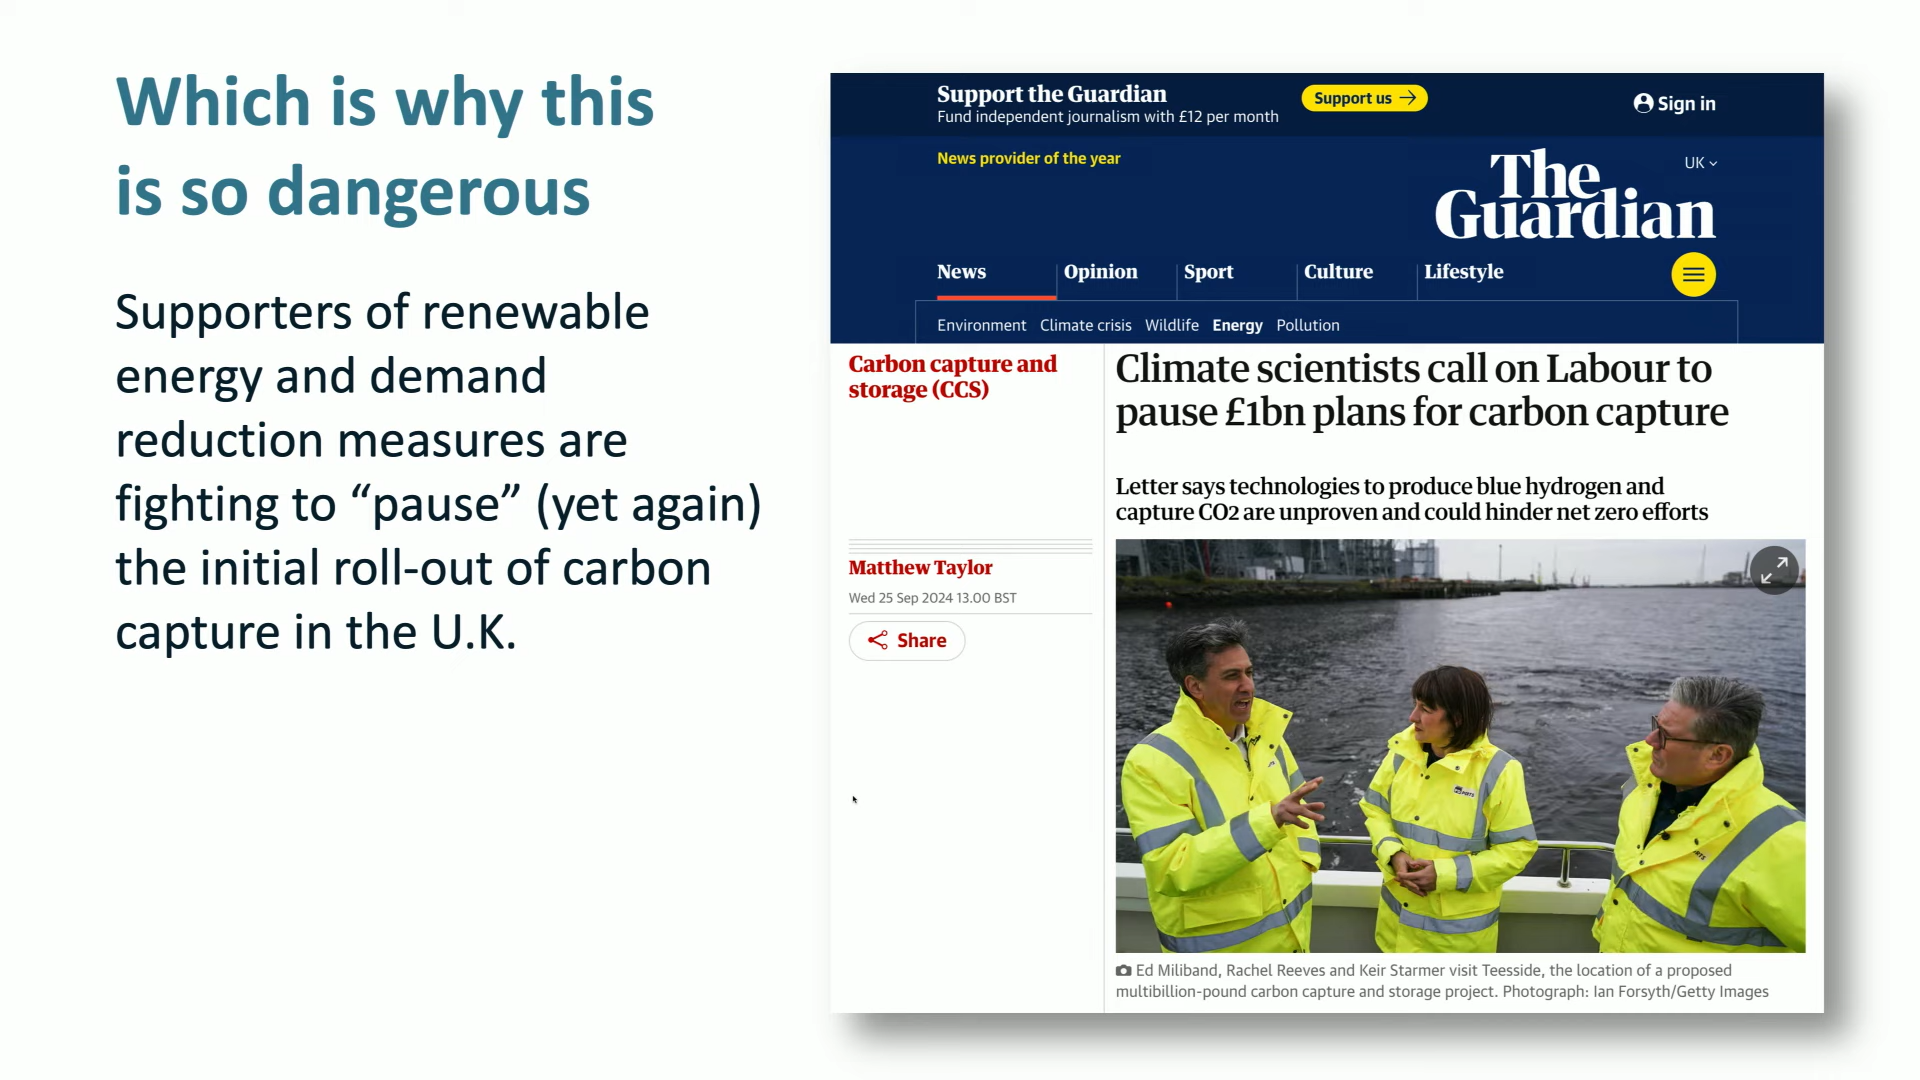 Which is why this
is so dangerous
Supporters of renewable
energy and demand
reduction measures are
fighting to “pause” (yet again)
the initial roll-out of carbon
capture in the U.K.
Support the Guardian
Fund independent journalism with £12 per month
Support us
Sign in
News provider of the year
UK
The
Guardian
News Opinion Sport Culture Lifestyle
Environment Climate crisis Wildlife Energy Pollution
Carbon capture and
storage (CCS)
Climate scientists call on Labour to
pause £1bn plans for carbon capture
Letter says technologies to produce blue hydrogen and
capture CO2 are unproven and could hinder net zero efforts
Matthew Taylor
Wed 25 Sep 2024 13.00 BST
Share
Ed Miliband, Rachel Reeves and Keir Starmer visit Teesside, the location of a proposed
multibillion-pound carbon capture and storage project. Photograph: Ian Forsyth/Getty Images